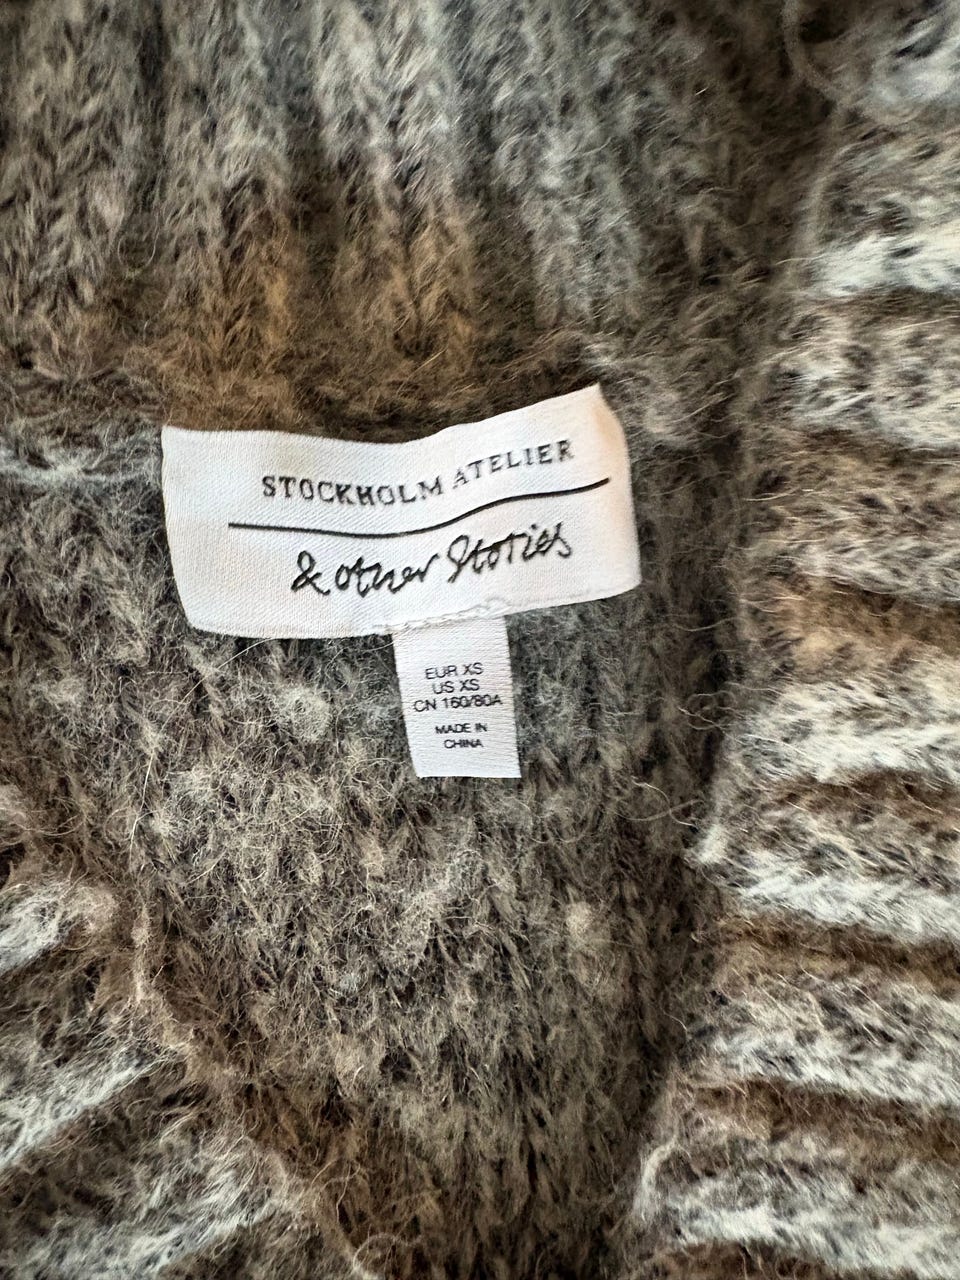 STOCKHOLM ATELIER
& other Stories
EUR XS
US XS
CN 160/80A
MADE IN
CHINA